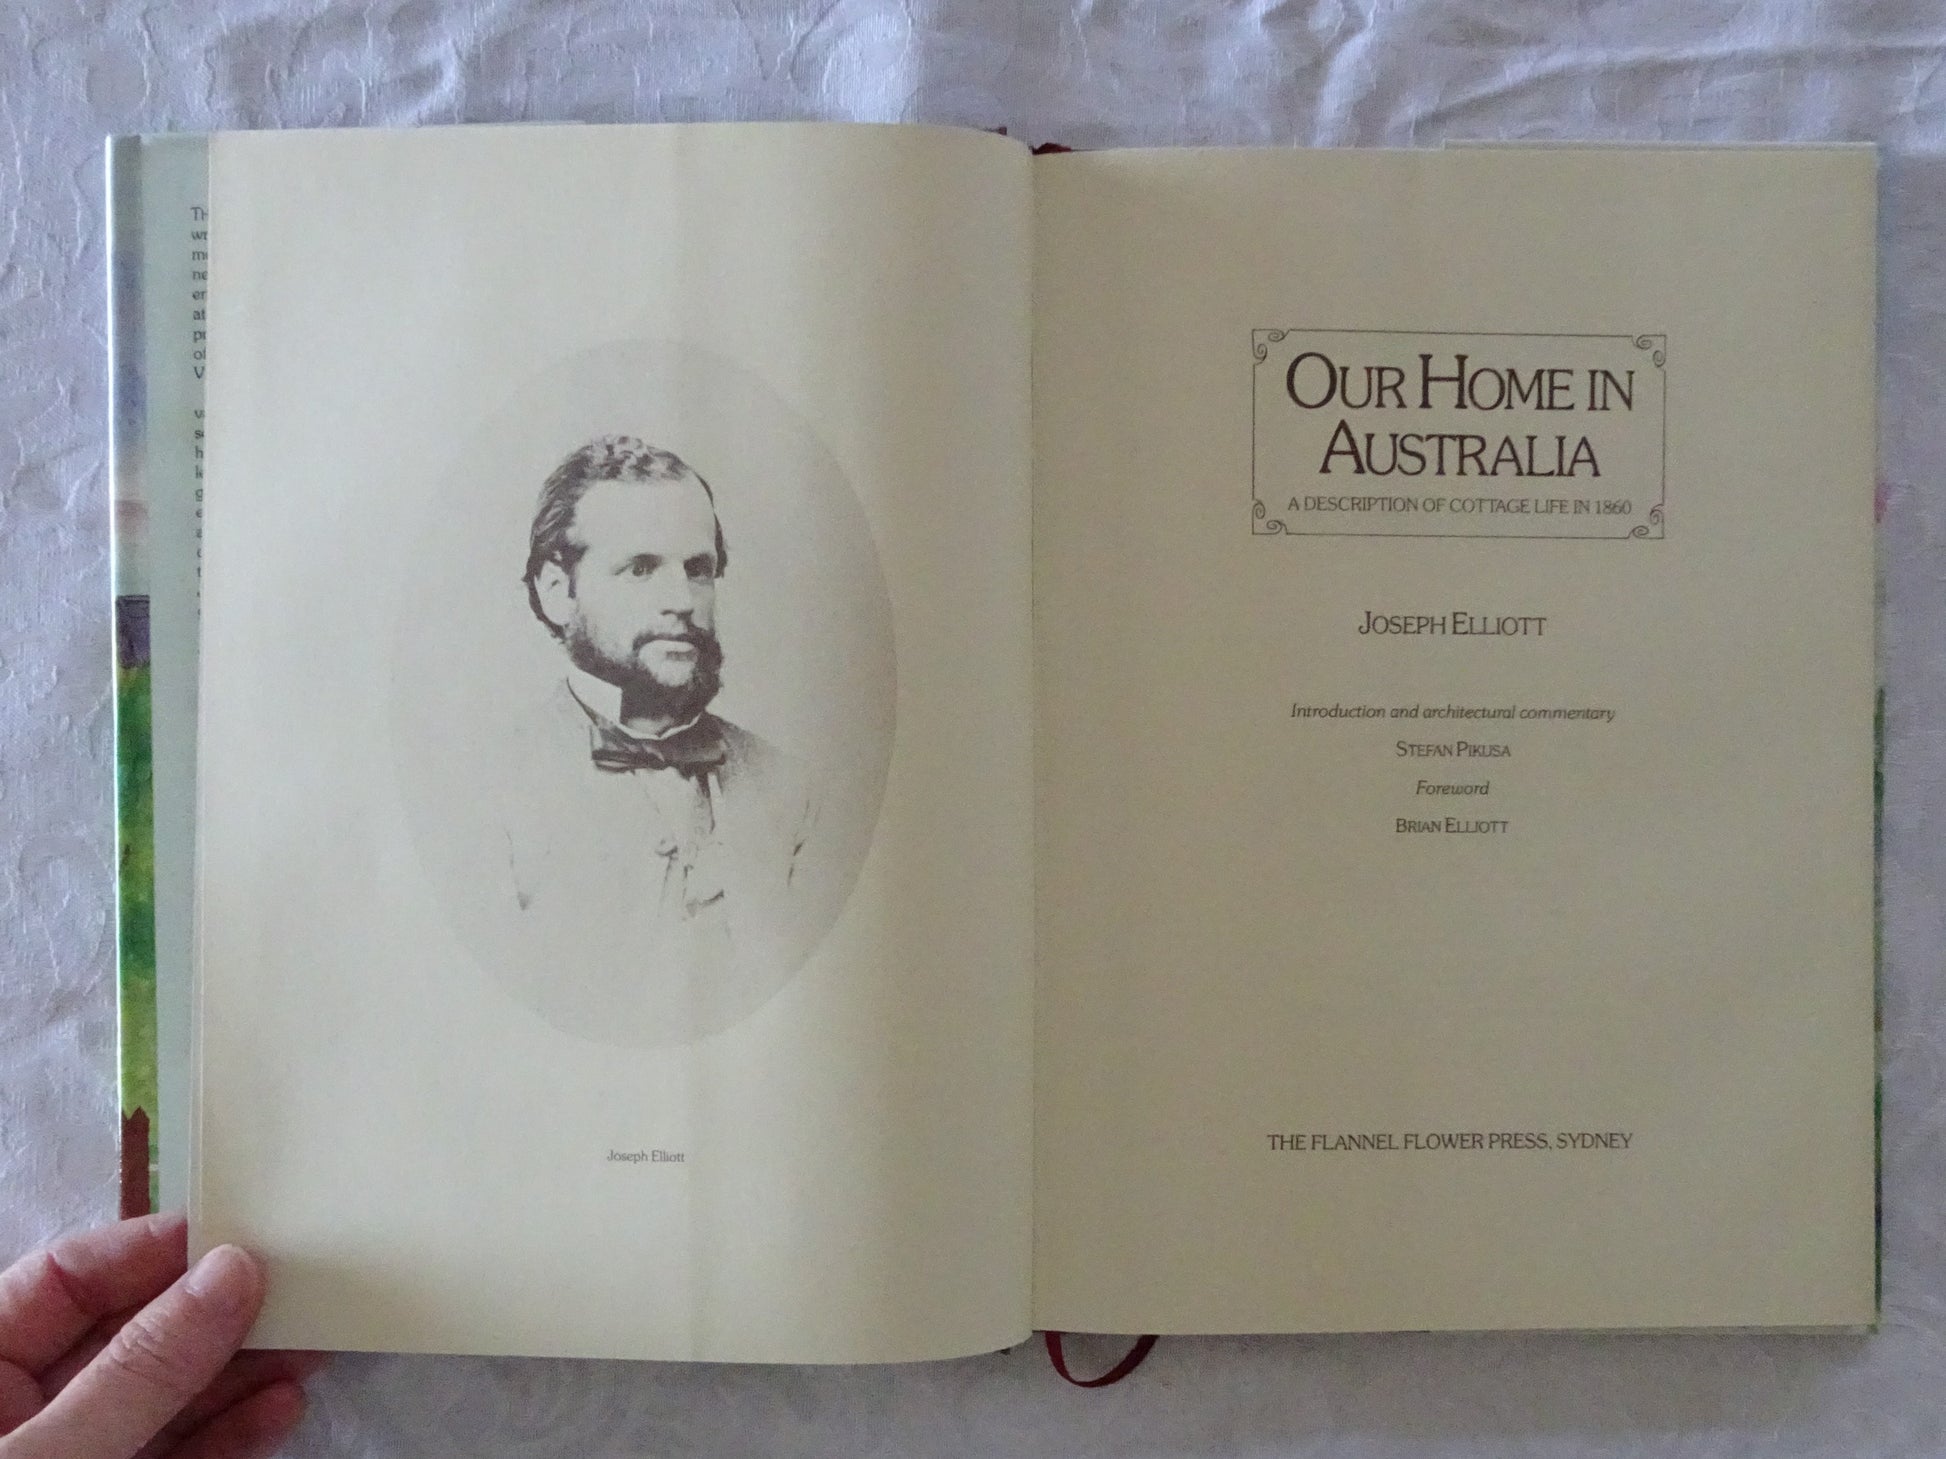 Joseph Elliott
OUR HOME IN
AUSTRALIA
A DESCRIPTION OF COTTAGE LIFE IN 1860
JOSEPH ELLIOTT
Introduction and architectural commentary
STEFAN PIKUSA
Foreword
BRIAN ELLIOTT
THE FLANNEL FLOWER PRESS, SYDNEY